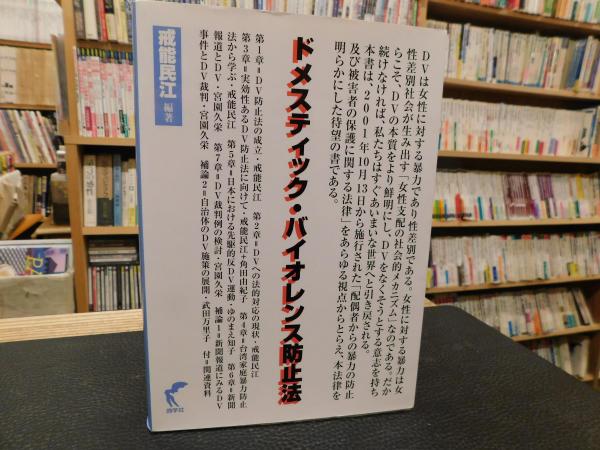 DVは女性に対する暴力であり性差別である。女性に対する暴力は女
性差別社会が生み出す「女性支配の社会的メカニズム」なのである。だか
らこそ、DVの本質をより鮮明にし、DVをなくそうとする意志を持ち
続けなければ、私たちはすぐあいまいな世界へと引き戻される。
本書は、2001年10月13日から施行された「配偶者からの暴力の防止
及び被害者の保護に関する法律」をあらゆる視点からとらえ、本法律を
明らかにした待望の書である。
ドメスティック・バイオレンス防止法
第1章=DV防止法の成立・戒能民江 第2章=DVへの法的対応の現状・戒能民江
第3章=実効性あるDV防止法に向けて・戒能民江+角田由紀子 第4章=台湾家庭暴力防止
法から学ぶ・戒能民江 第5章=日本における先駆的反DV運動・ゆのまえ知子 第6章=新聞
報道とDV・宮園久栄 第7章=DV裁判例の検討・宮園久栄 補論1=新聞報道にみるDV
事件とDV裁判・宮園久栄 補論2=自治体のDV施策の展開・武田万里子 付=関連資料
戒能民江 編著
尚学社